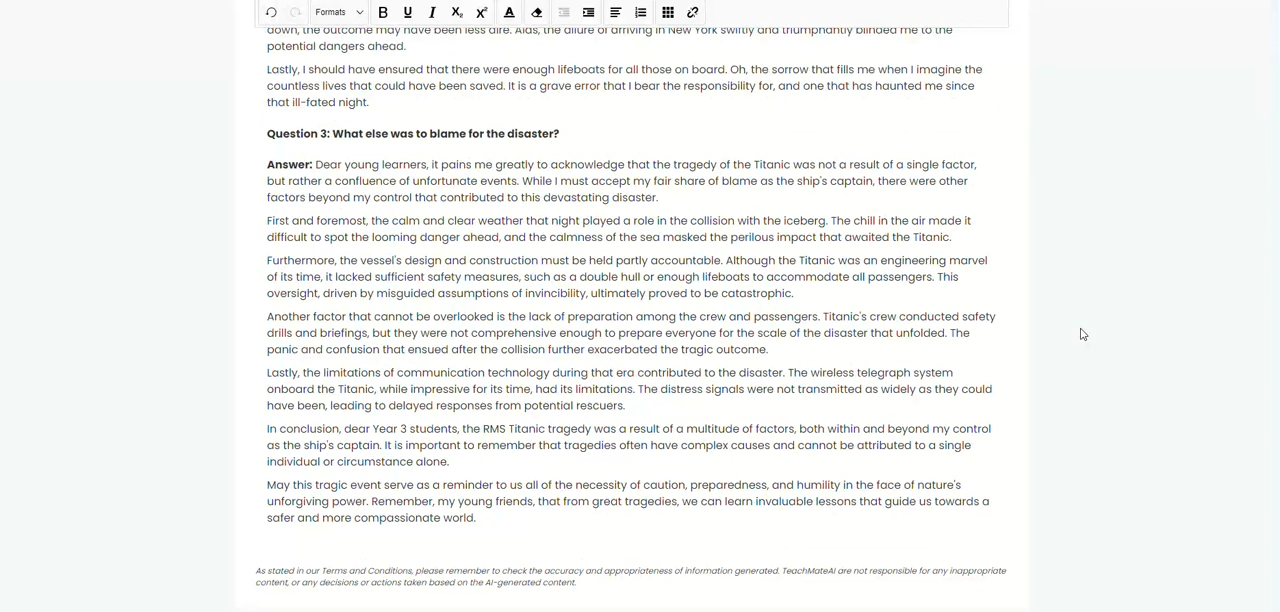 Formats B U I X₂ X² A
down, the outcome may have been less dire. Alas, the allure of arriving in New York swiftly and triumphantly blinded me to the
potential dangers ahead.
Lastly, I should have ensured that there were enough lifeboats for all those on board. Oh, the sorrow that fills me when I imagine the
countless lives that could have been saved. It is a grave error that I bear the responsibility for, and one that has haunted me since
that ill-fated night.
Question 3: What else was to blame for the disaster?
Answer: Dear young learners, it pains me greatly to acknowledge that the tragedy of the Titanic was not a result of a single factor,
but rather a confluence of unfortunate events. While I must accept my fair share of blame as the ship's captain, there were other
factors beyond my control that contributed to this devastating disaster.
First and foremost, the calm and clear weather that night played a role in the collision with the iceberg. The chill in the air made it
difficult to spot the looming danger ahead, and the calmness of the sea masked the perilous impact that awaited the Titanic.
Furthermore, the vessel's design and construction must be held partly accountable. Although the Titanic was an engineering marvel
of its time, it lacked sufficient safety measures, such as a double hull or enough lifeboats to accommodate all passengers. This
oversight, driven by misguided assumptions of invincibility, ultimately proved to be catastrophic.
Another factor that cannot be overlooked is the lack of preparation among the crew and passengers. Titanic's crew conducted safety
drills and briefings, but they were not comprehensive enough to prepare everyone for the scale of the disaster that unfolded. The
panic and confusion that ensued after the collision further exacerbated the tragic outcome.
Lastly, the limitations of communication technology during that era contributed to the disaster. The wireless telegraph system
onboard the Titanic, while impressive for its time, had its limitations. The distress signals were not transmitted as widely as they could
have been, leading to delayed responses from potential rescuers.
In conclusion, dear Year 3 students, the RMS Titanic tragedy was a result of a multitude of factors, both within and beyond my control
as the ship's captain. It is important to remember that tragedies often have complex causes and cannot be attributed to a single
individual or circumstance alone.
May this tragic event serve as a reminder to us all of the necessity of caution, preparedness, and humility in the face of nature's
unforgiving power. Remember, my young friends, that from great tragedies, we can learn invaluable lessons that guide us towards a
safer and more compassionate world.
As stated in our Terms and Conditions, please remember to check the accuracy and appropriateness of information generated. TeachMateAI are not responsible for any inappropriate
content, or any decisions or actions taken based on the AI-generated content.